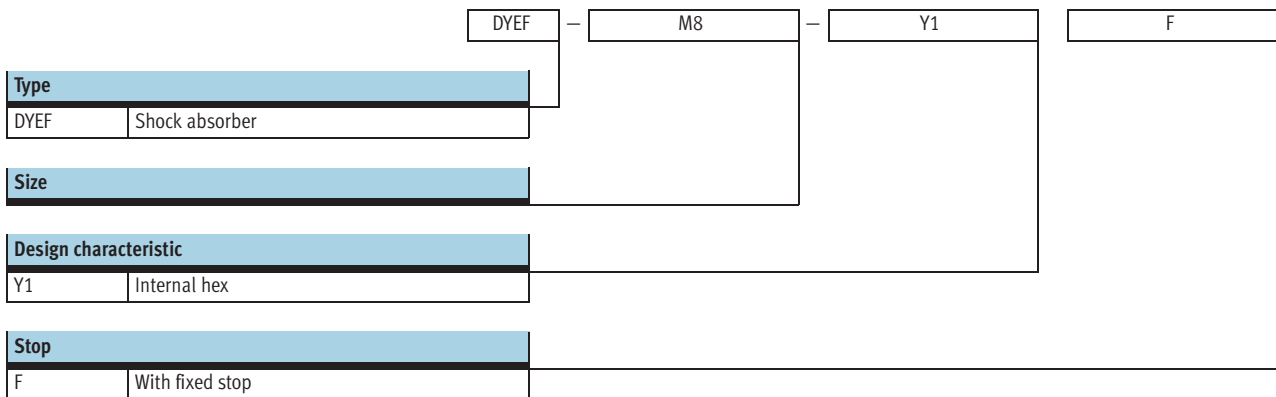 DYEF – M8 – Y1 F
Type
DYEF Shock absorber
Size
Design characteristic
Y1 Internal hex
Stop
F With fixed stop